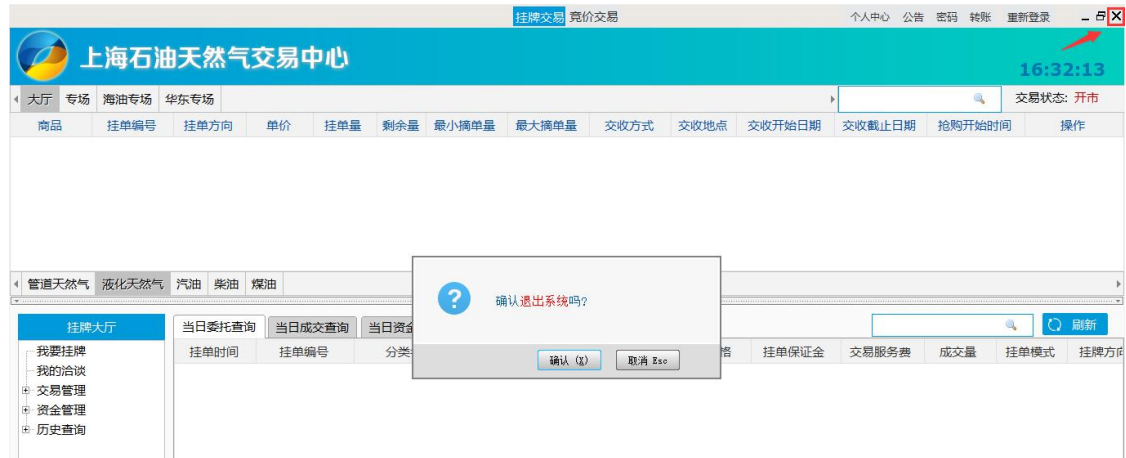 挂牌交易 竞价交易 个人中心 公告 密码 转账 重新登录
上海石油天然气交易中心
16:32:13
大厅 专场 海油专场 华东专场 交易状态: 开市
商品 挂单编号 挂单方向 单价 挂单量 剩余量 最小摘单量 最大摘单量 交收方式 交收地点 交收开始日期 交收截止日期 抢购开始时间 操作
管道天然气 液化天然气 汽油 柴油 煤油
?
确认退出系统吗?
确认 (X) 取消 Esc
挂牌大厅 当日委托查询 当日成交查询 当日资金 刷新
我要挂牌 挂单时间 挂单编号 分类 挂单保证金 交易服务费 成交量 挂单模式 挂牌方向
我的洽谈
交易管理
资金管理
历史查询